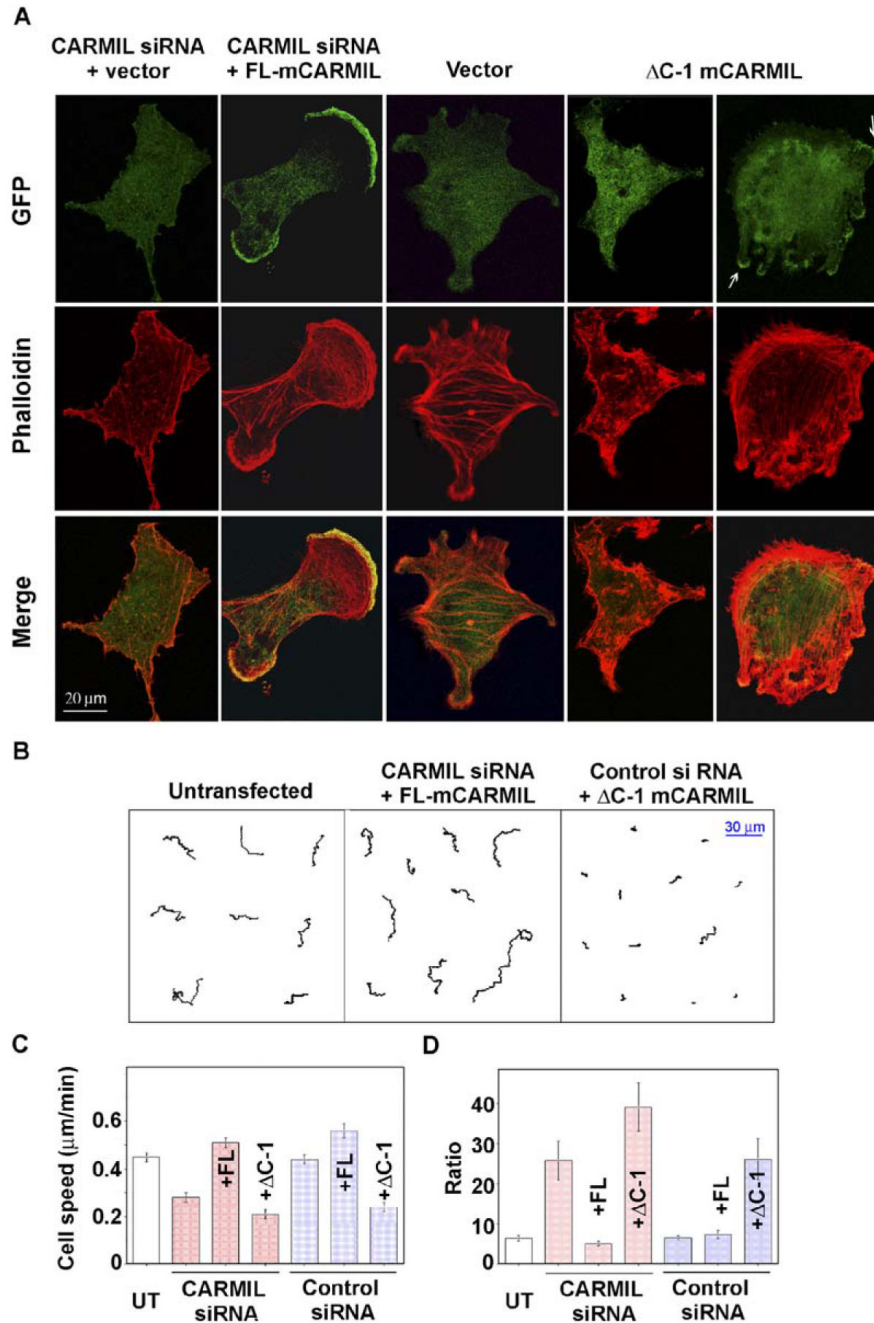 A
CARMIL siRNA
+ vector
CARMIL siRNA
+ FL-mCARMIL
Vector
ΔC-1 mCARMIL
GFP
Phalloidin
Merge
20 μm
B
Untransfected
CARMIL siRNA
+ FL-mCARMIL
Control si RNA
+ ΔC-1 mCARMIL
30 μm
C
Cell speed (μm/min)
0.6
0.4
0.2
0
+FL
+ΔC-1
+FL
+ΔC-1
UT
CARMIL
siRNA
Control
siRNA
D
Ratio
40
30
20
10
0
+FL
+ΔC-1
+FL
+ΔC-1
UT
CARMIL
siRNA
Control
siRNA